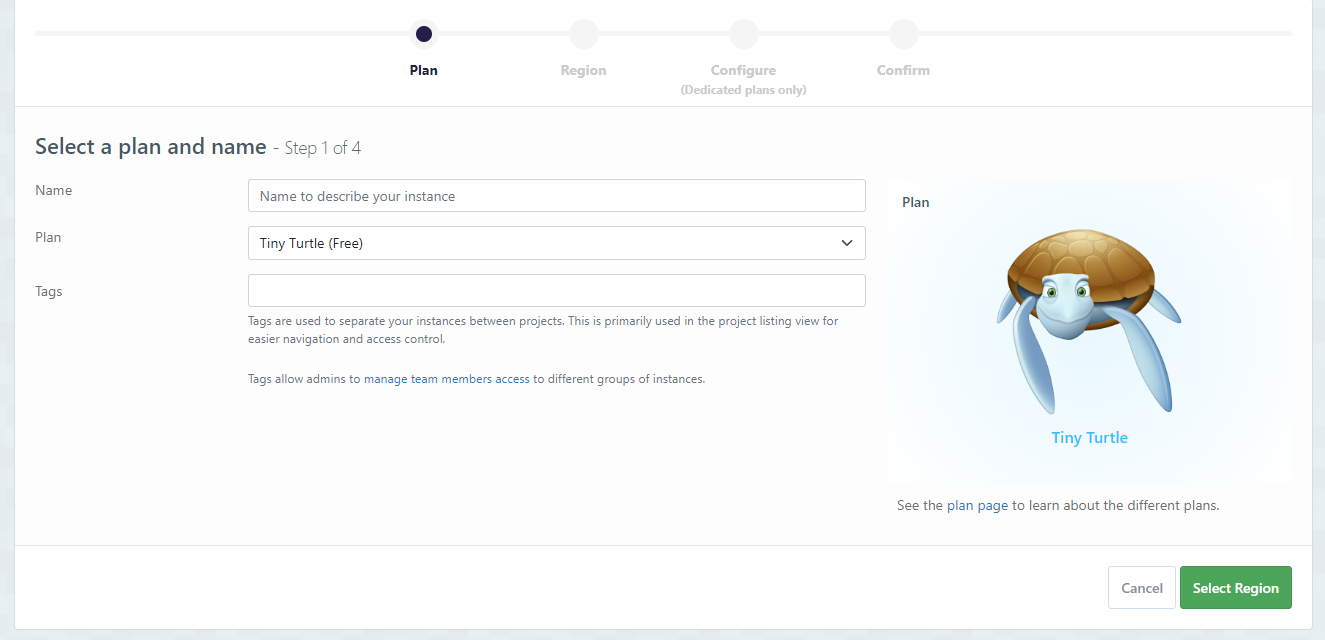 Plan
Region
Configure
(Dedicated plans only)
Confirm
Select a plan and name - Step 1 of 4
Name
Name to describe your instance
Plan
Tiny Turtle (Free)
Tags
Tags are used to separate your instances between projects. This is primarily used in the project listing view for
easier navigation and access control.
Tags allow admins to manage team members access to different groups of instances.
Plan
Tiny Turtle
See the plan page to learn about the different plans.
Cancel
Select Region